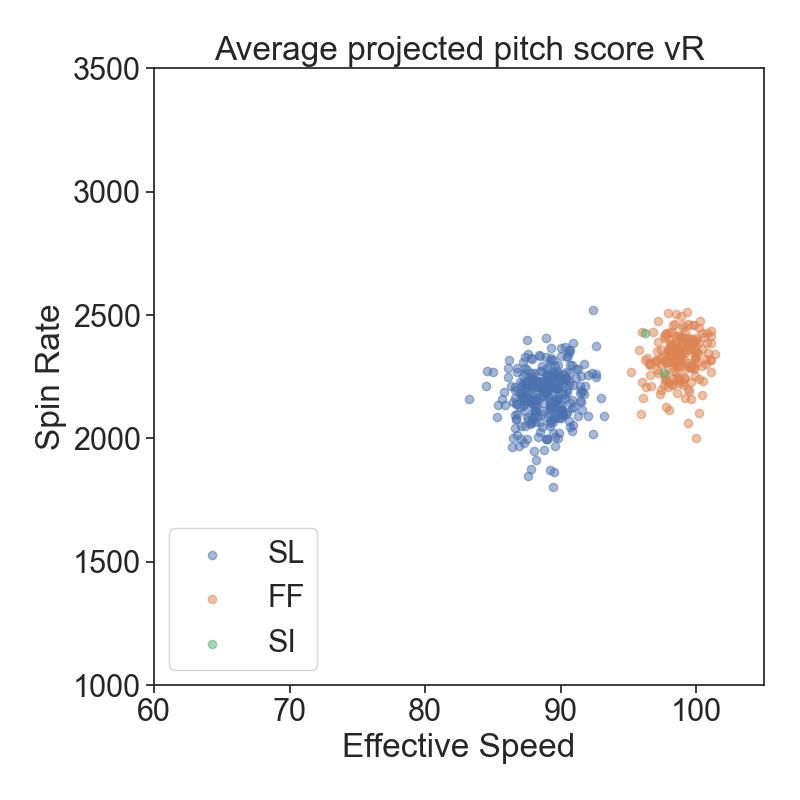 Average projected pitch score vR
3500
3000
2500
2000
1500
1000
Spin Rate
SL
FF
SI
60 70 80 90 100
Effective Speed